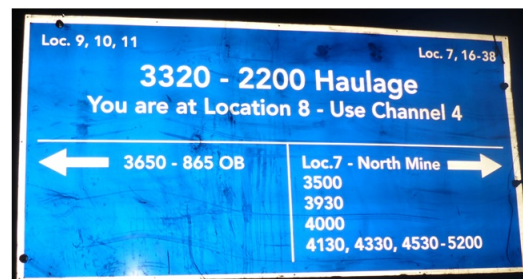 Loc. 9, 10, 11
Loc. 7, 16-38
3320 - 2200 Haulage
You are at Location 8 - Use Channel 4
3650 - 865 OB
Loc.7 - North Mine
3500
3930
4000
4130, 4330, 4530-5200